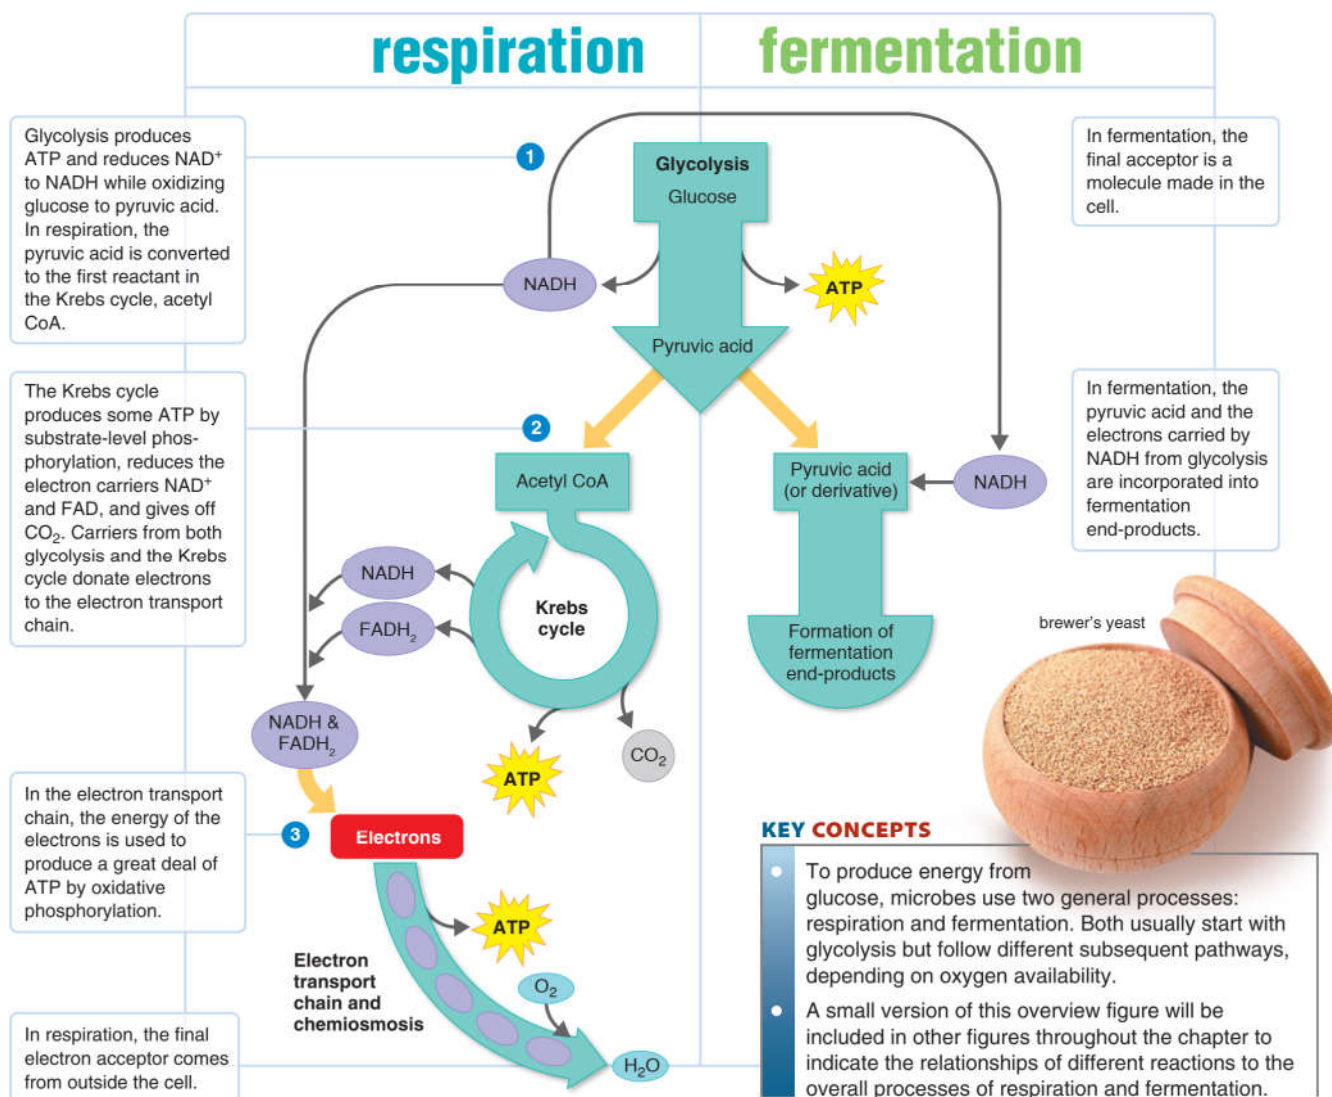 respiration
fermentation
Glycolysis produces
ATP and reduces NAD⁺
to NADH while oxidizing
glucose to pyruvic acid.
In respiration, the
pyruvic acid is converted
to the first reactant in
the Krebs cycle, acetyl
CoA.
1
Glycolysis
Glucose
NADH
ATP
Pyruvic acid
In fermentation, the
final acceptor is a
molecule made in the
cell.
The Krebs cycle
produces some ATP by
substrate-level phos-
phorylation, reduces the
electron carriers NAD⁺
and FAD, and gives off
CO₂. Carriers from both
glycolysis and the Krebs
cycle donate electrons
to the electron transport
chain.
2
Acetyl CoA
Pyruvic acid
(or derivative)
NADH
In fermentation, the
pyruvic acid and the
electrons carried by
NADH from glycolysis
are incorporated into
fermentation
end-products.
NADH
FADH₂
Krebs
cycle
Formation of
fermentation
end-products
brewer's yeast
NADH &
FADH₂
ATP
CO₂
In the electron transport
chain, the energy of the
electrons is used to
produce a great deal of
ATP by oxidative
phosphorylation.
3
Electrons
ATP
Electron
transport
chain and
chemiosmosis
O₂
H₂O
In respiration, the final
electron acceptor comes
from outside the cell.
KEY CONCEPTS
To produce energy from
glucose, microbes use two general processes:
respiration and fermentation. Both usually start with
glycolysis but follow different subsequent pathways,
depending on oxygen availability.
A small version of this overview figure will be
included in other figures throughout the chapter to
indicate the relationships of different reactions to the
overall processes of respiration and fermentation.